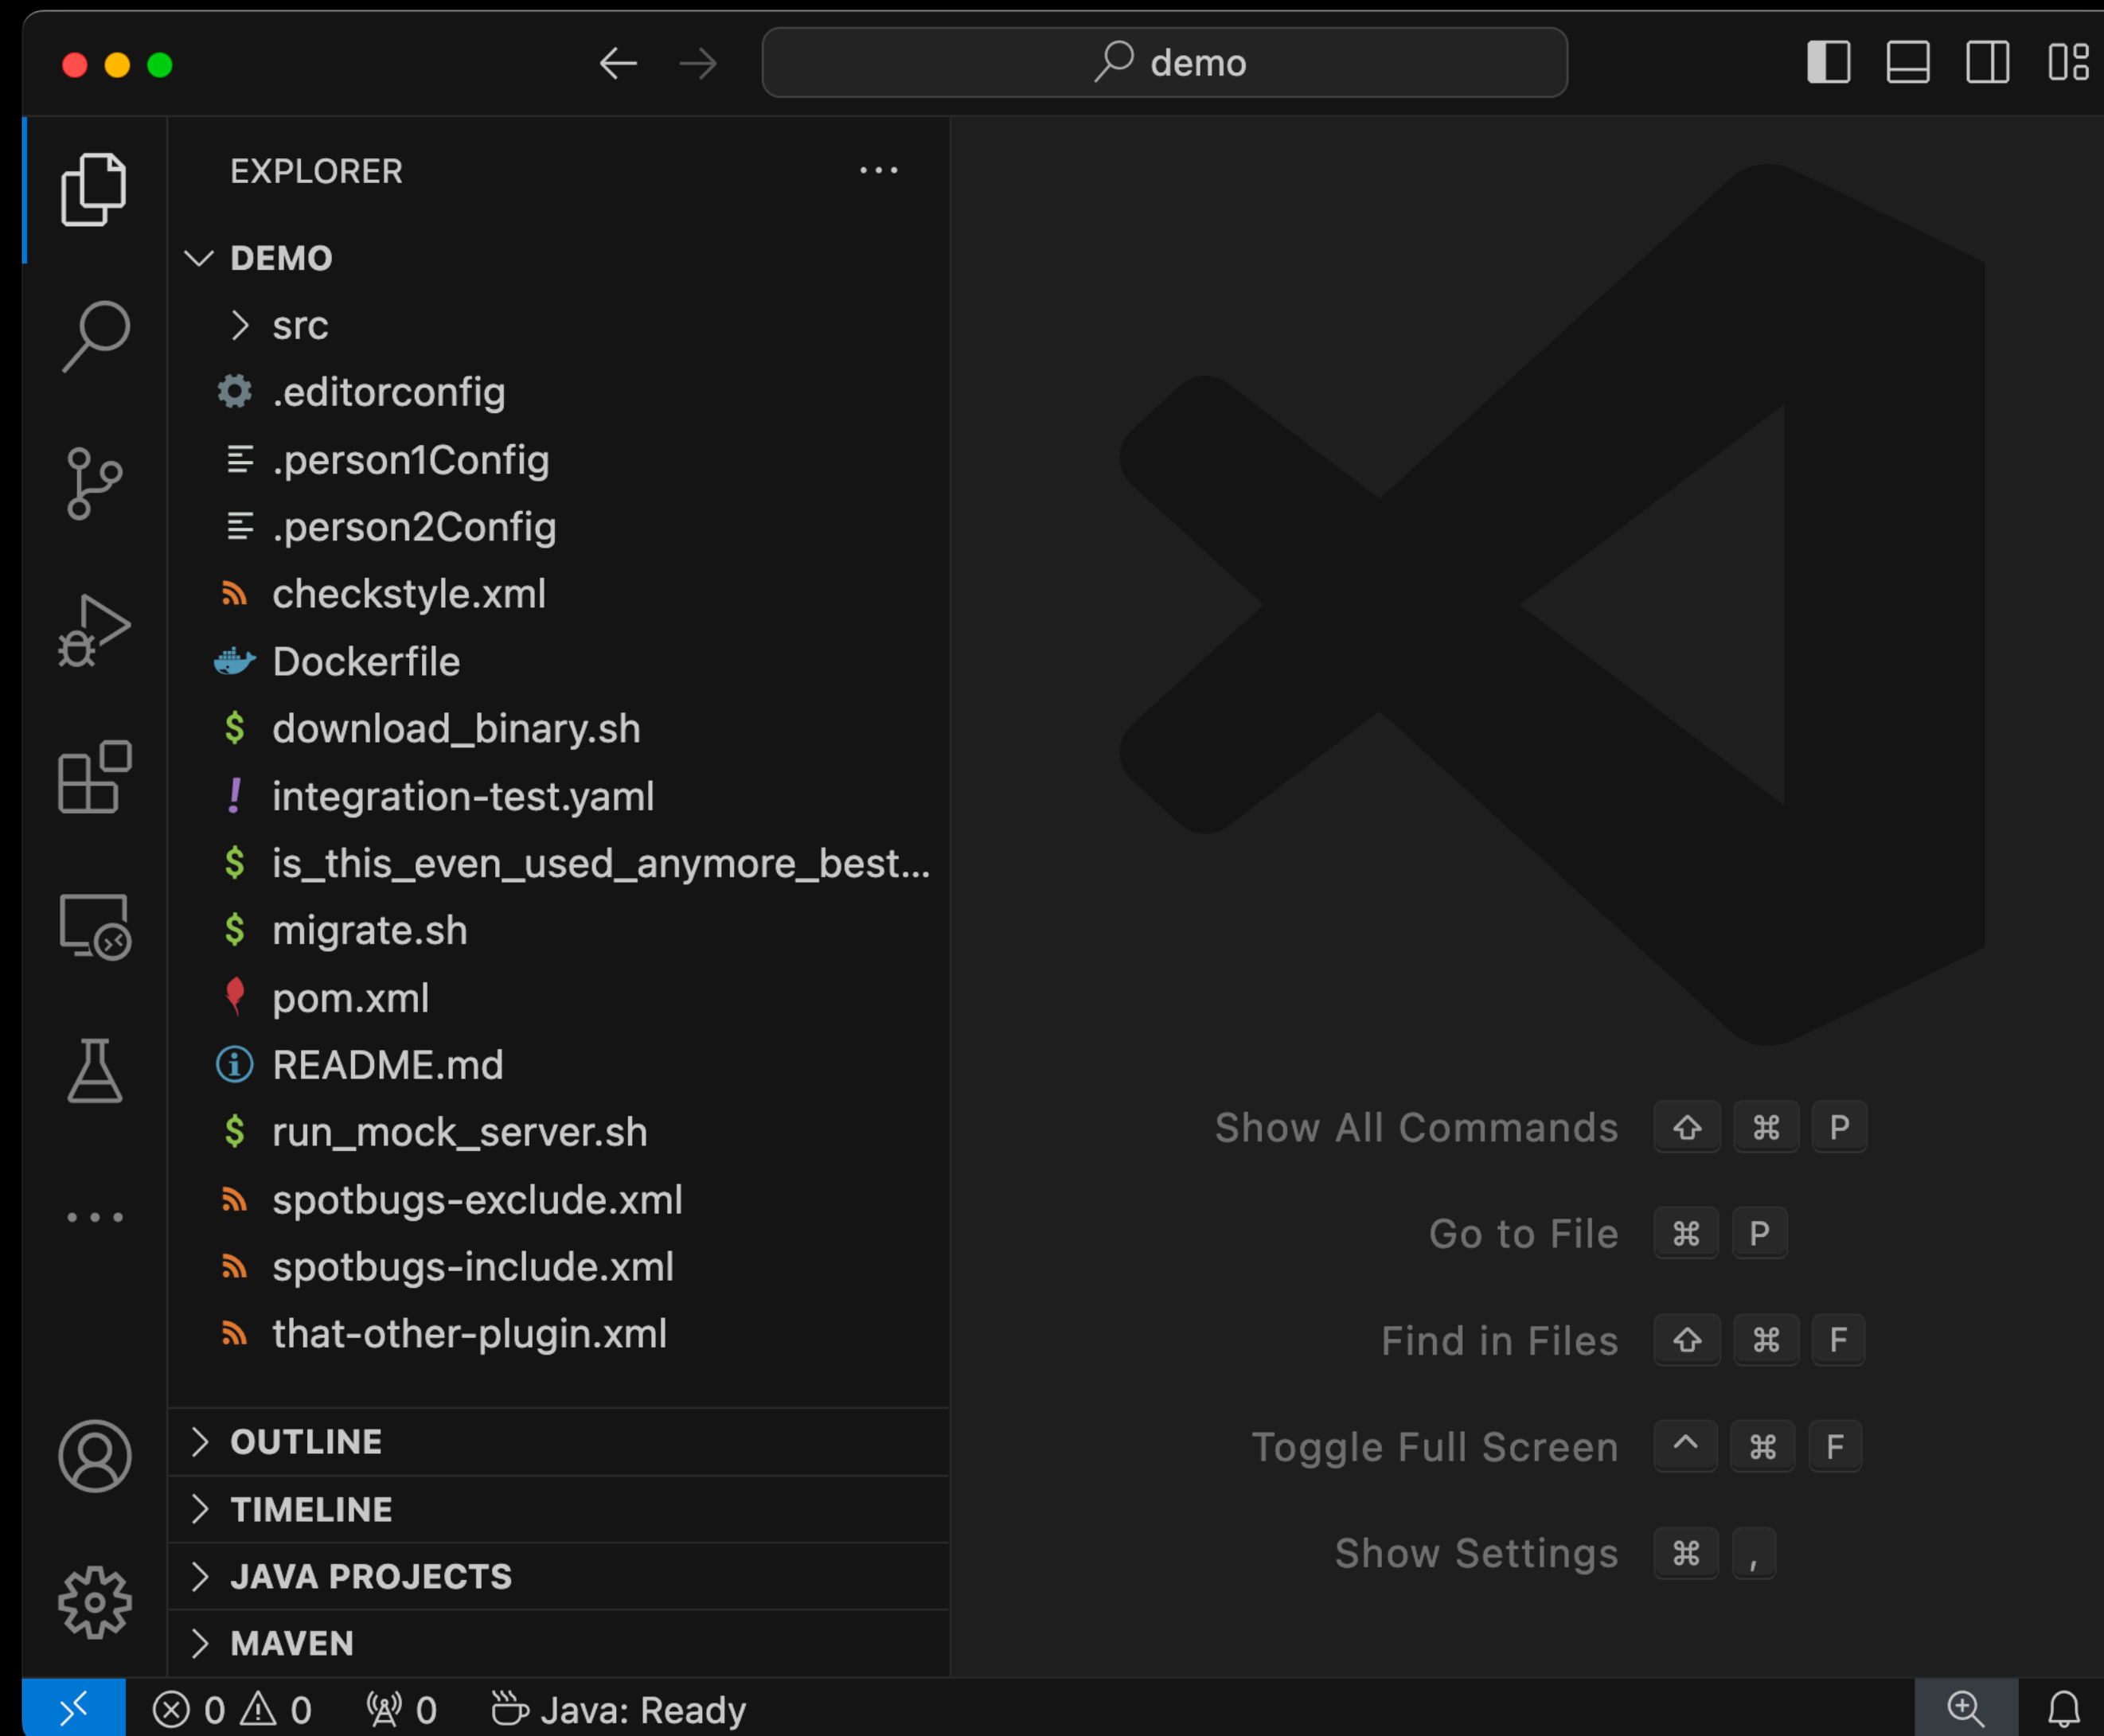 demo
EXPLORER
DEMO
src
.editorconfig
.person1Config
.person2Config
checkstyle.xml
Dockerfile
download_binary.sh
integration-test.yaml
is_this_even_used_anymore_best...
migrate.sh
pom.xml
README.md
run_mock_server.sh
spotbugs-exclude.xml
spotbugs-include.xml
that-other-plugin.xml
OUTLINE
TIMELINE
JAVA PROJECTS
MAVEN
Show All Commands ⇧ ⌘ P
Go to File ⌘ P
Find in Files ⇧ ⌘ F
Toggle Full Screen ^ ⌘ F
Show Settings ⌘ ,
0 0 0 Java: Ready